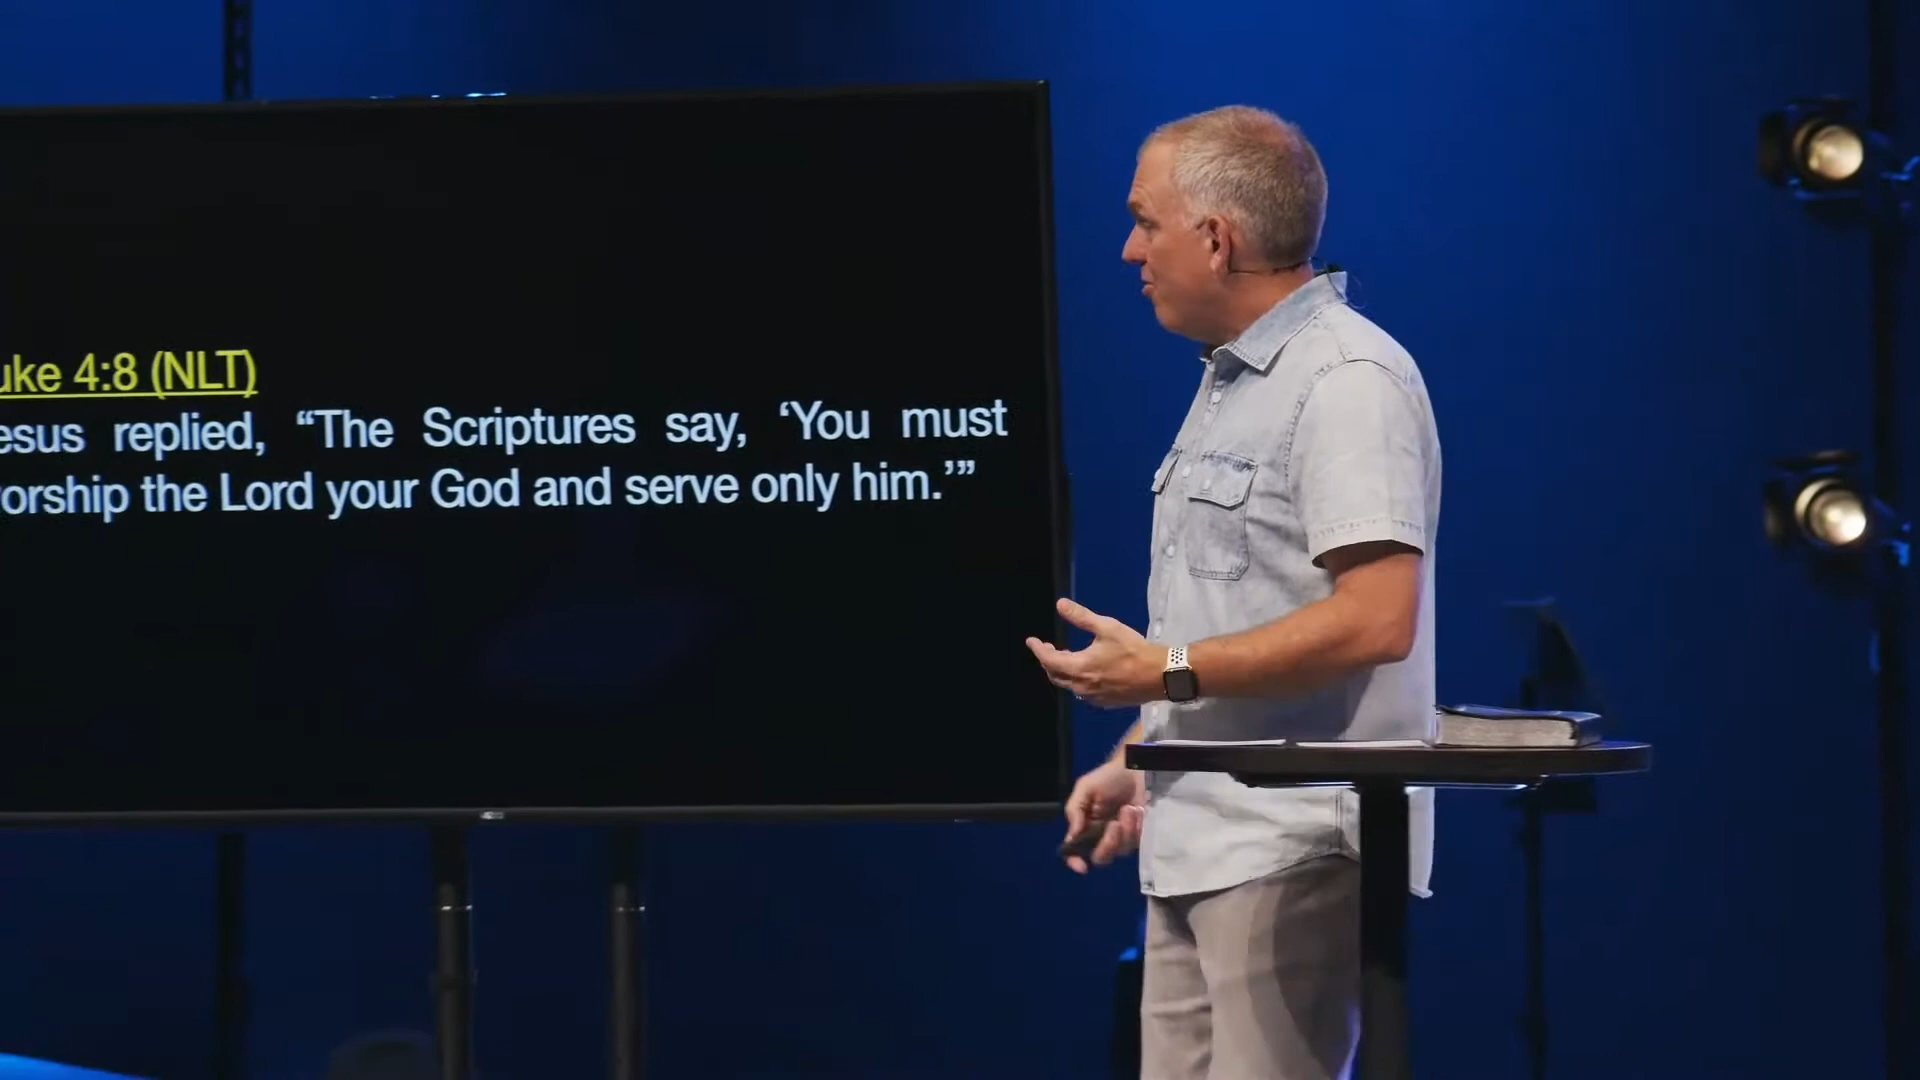 uke 4:8 (NLT)
esus replied, “The Scriptures say, ‘You must
orship the Lord your God and serve only him.’”